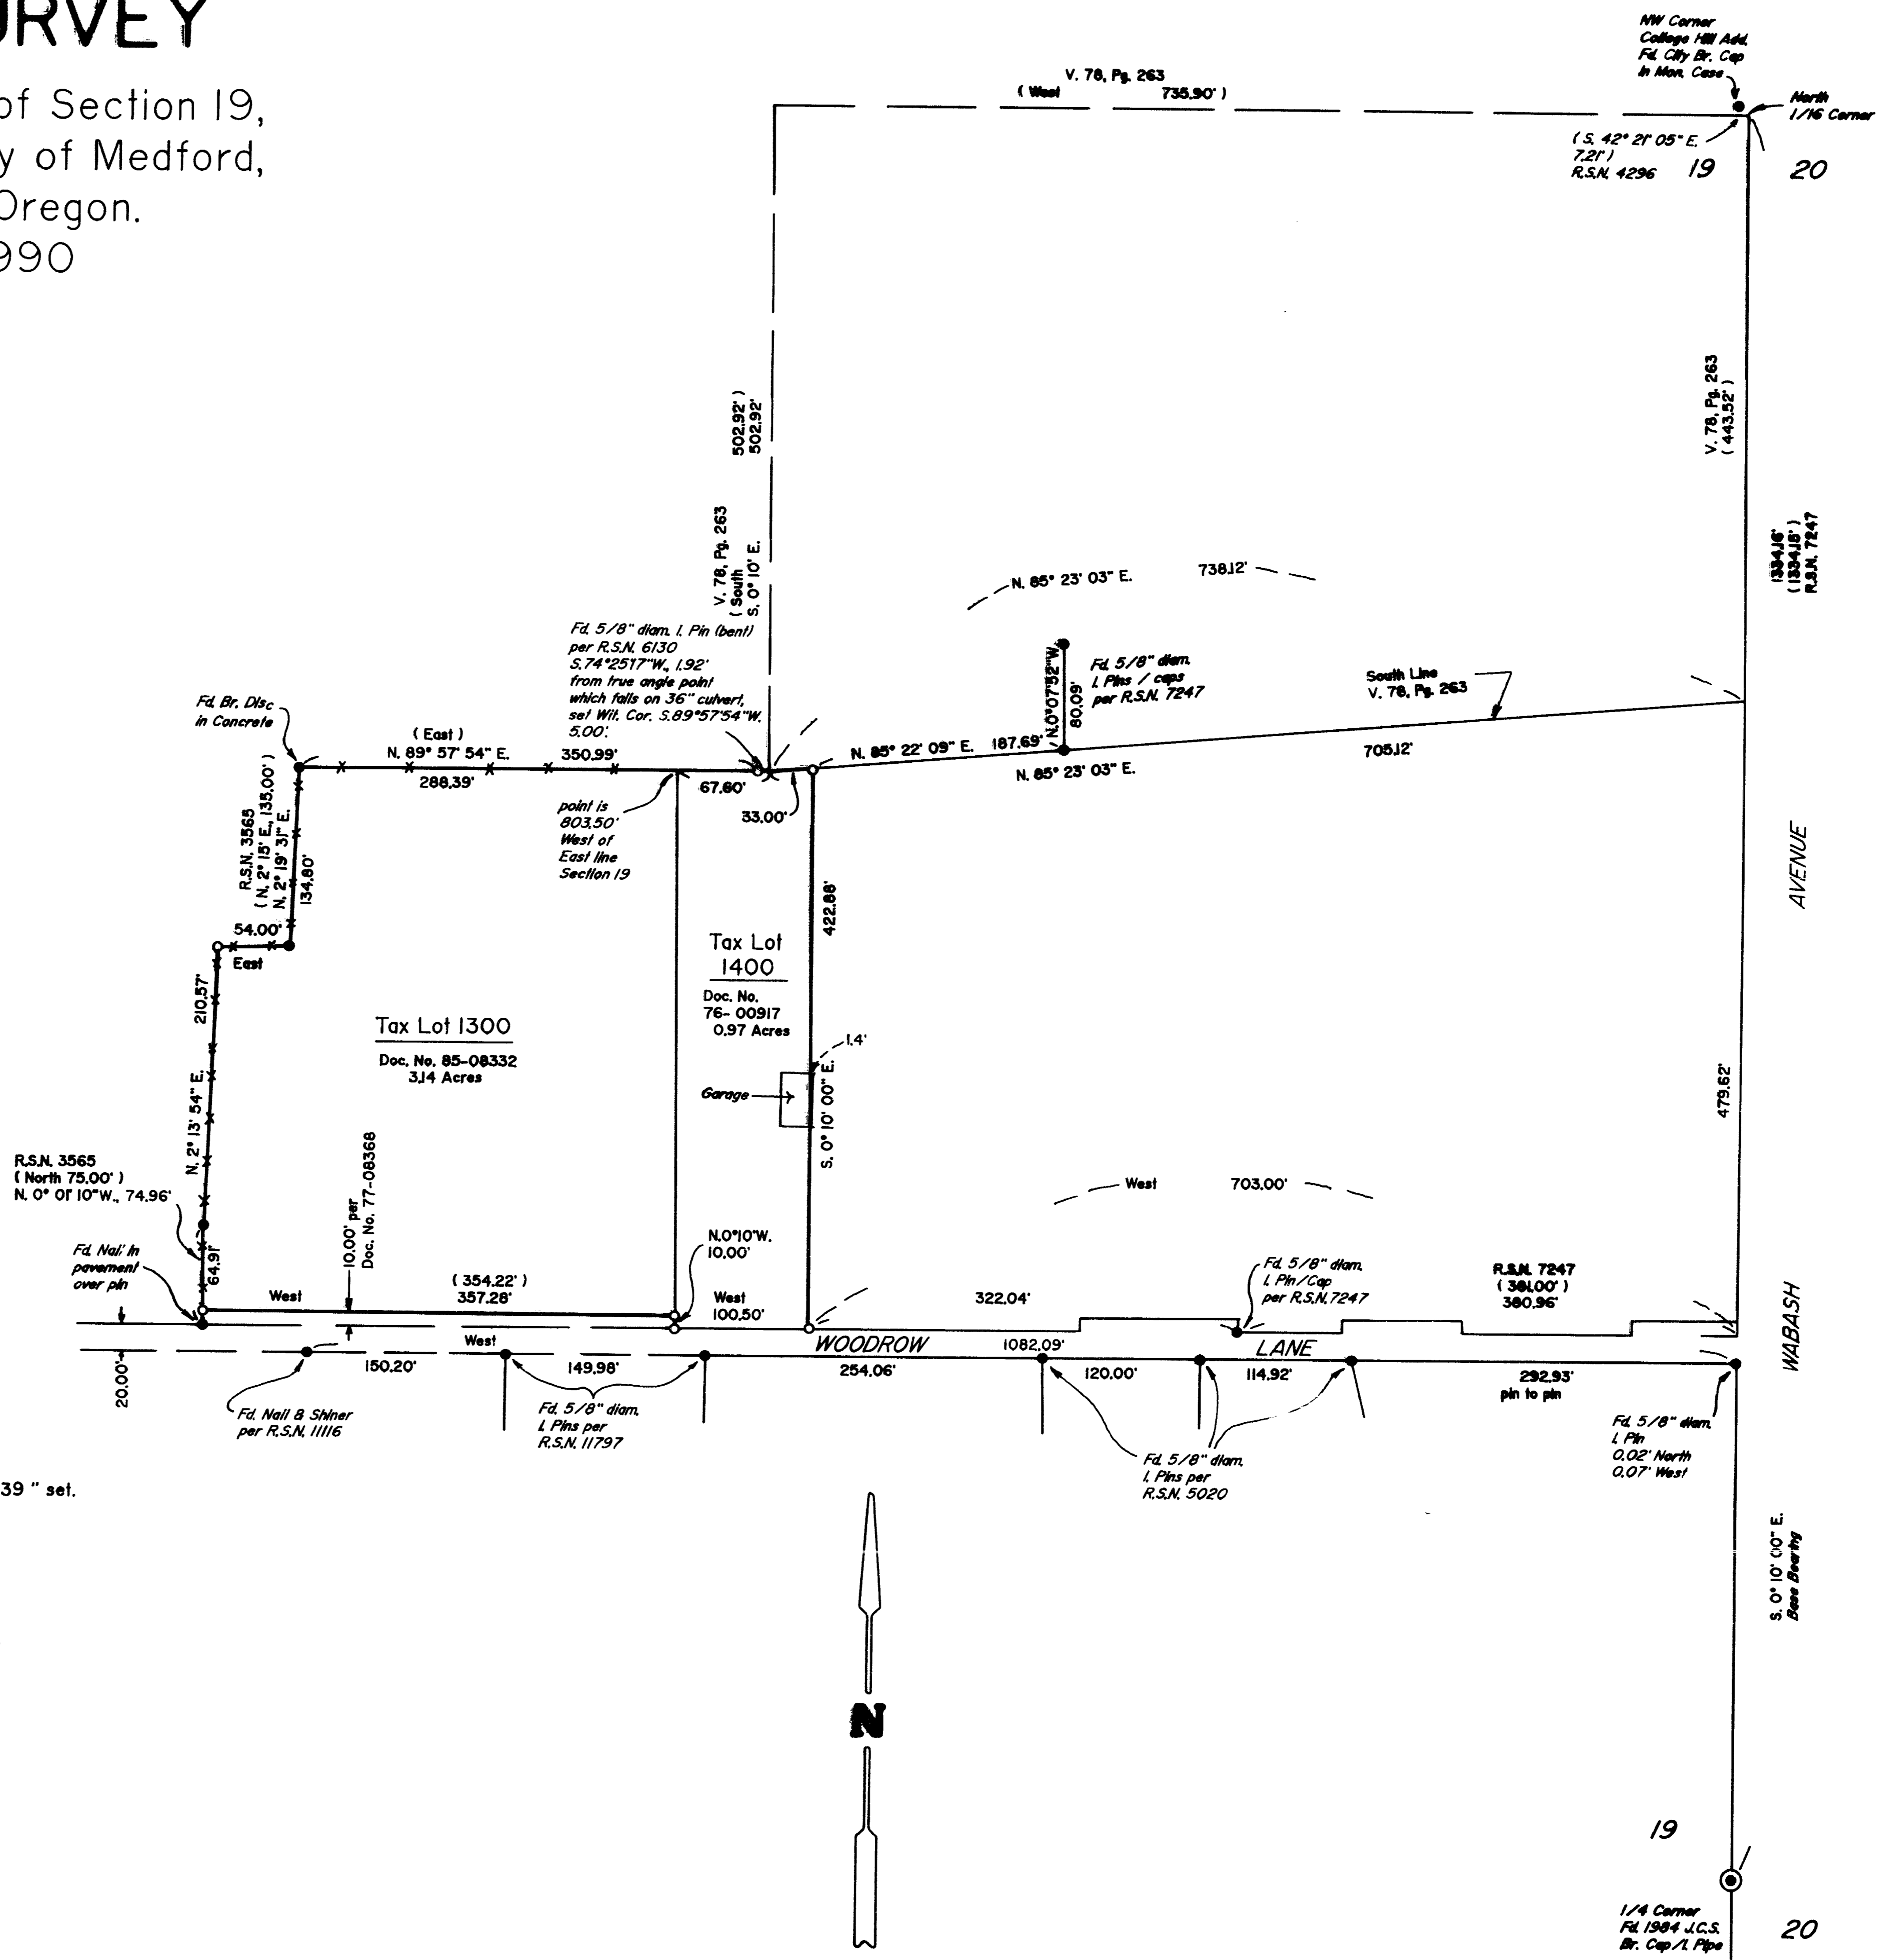 URVEY
of Section 19,
y of Medford,
Oregon.
990
NW Corner
College Hill Add.
Fd. City Br. Cap
In Mon. Case
North
1/16 Corner
V. 78, Pg. 263
( West 735.90' )
( S. 42° 21' 05" E.
7.21' )
R.S.N. 4296
19
20
V. 78, Pg. 263
( 443.52' )
1334.16'
(1334.15')
R.S.N. 7247
502.92' )
502.92'
V. 78, Pg. 263
( South
S. 0° 10' E.
N. 85° 23' 03" E. 738.12'
Fd. 5/8" diam. I. Pin (bent)
per R.S.N. 6130
S.74°25'17"W., 1.92'
from true angle point
which falls on 36" culvert,
set Wit. Cor. S.89°57'54"W.
5.00'.
N.0°07'52"W.
80.09'
Fd. 5/8" diam.
I. Pins / caps
per R.S.N. 7247
South Line
V. 78, Pg. 263
Fd. Br. Disc
in Concrete
( East )
N. 89° 57' 54" E. 350.99'
288.39'
67.60'
33.00'
N. 85° 22' 09" E. 187.69'
N. 85° 23' 03" E.
705.12'
point is
803.50'
West of
East line
Section 19
R.S.N. 3565
( N. 2° 15' E., 135.00' )
N. 2° 19' 31" E.
134.80'
54.00'
East
210.57'
N. 2° 13' 54" E.
422.88'
S. 0° 10' 00" E.
Tax Lot
1400
Doc. No.
76- 00917
0.97 Acres
Tax Lot 1300
Doc. No. 85-08332
3.14 Acres
1.4'
Garage
AVENUE
479.62'
R.S.N. 3565
( North 75.00' )
N. 0° 01' 10"W., 74.96'
10.00' per
Doc. No. 77-08368
West 703.00'
Fd. Nail in
pavement
over pin
64.91'
N.0°10'W.
10.00'
( 354.22' )
West 357.28'
West
100.50'
322.04'
Fd. 5/8" diam.
I. Pin/Cap
per R.S.N. 7247
R.S.N. 7247
( 381.00' )
380.96'
WABASH
WOODROW LANE
West 1082.09'
20.00'
150.20'
149.98'
254.06'
120.00'
114.92'
292.93'
pin to pin
Fd. Nail & Shiner
per R.S.N. 11116
Fd. 5/8" diam.
I. Pins per
R.S.N. 11797
Fd. 5/8" diam.
I. Pins per
R.S.N. 5020
Fd. 5/8" diam.
I. Pin
0.02' North
0.07' West
39 " set.
S. 0° 10' 00" E.
Base Bearing
N
19
20
1/4 Corner
Fd. 1984 J.C.S.
Br. Cap / I. Pipe